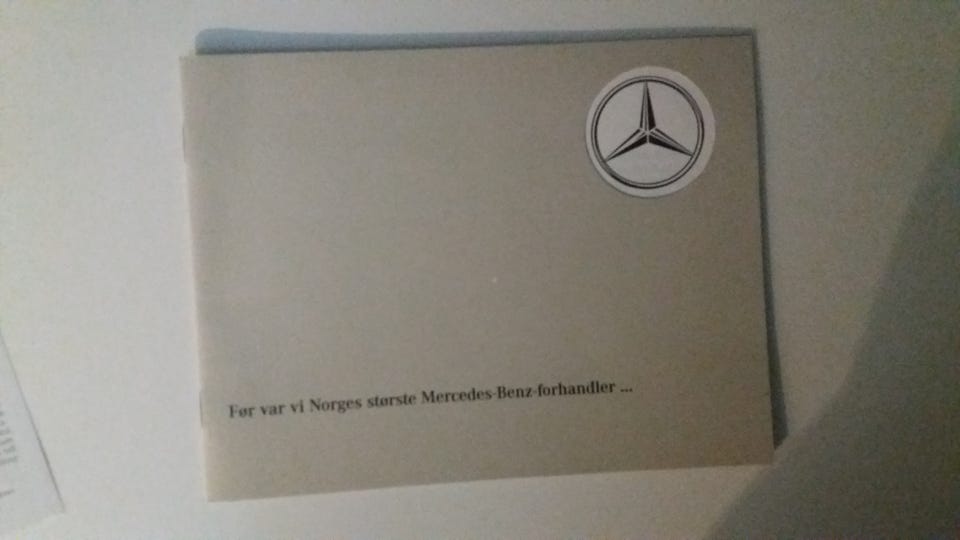 Før var vi Norges største Mercedes-Benz-forhandler ...